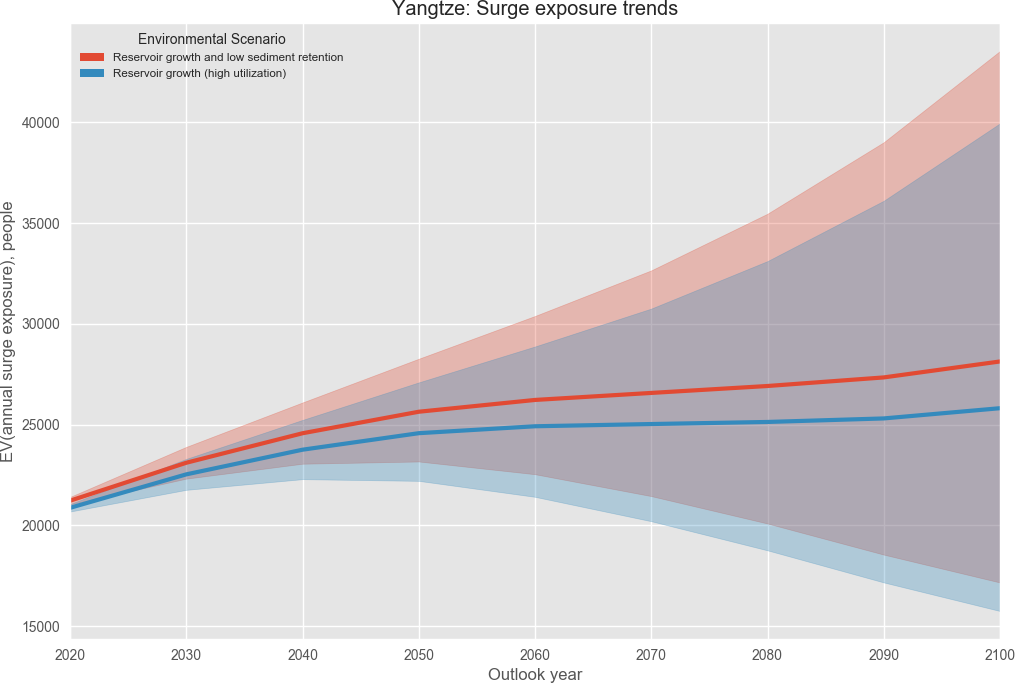 Yangtze: Surge exposure trends
Environmental Scenario
Reservoir growth and low sediment retention
Reservoir growth (high utilization)
EV(annual surge exposure), people
40000
35000
30000
25000
20000
15000
2020 2030 2040 2050 2060 2070 2080 2090 2100
Outlook year